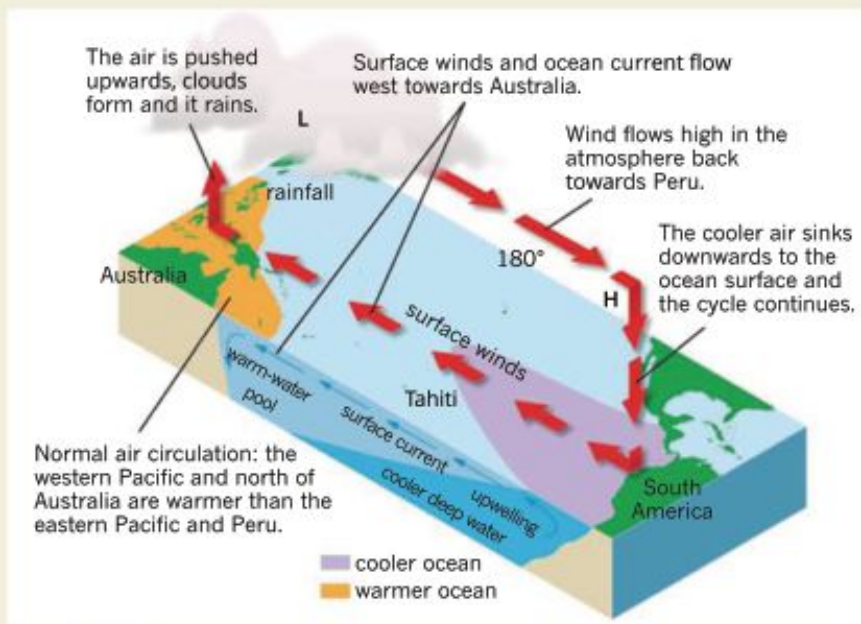 The air is pushed
upwards, clouds
form and it rains.
Surface winds and ocean current flow
west towards Australia.
L
Wind flows high in the
atmosphere back
towards Peru.
rainfall
The cooler air sinks
downwards to the
ocean surface and
the cycle continues.
180°
H
Australia
surface winds
warm-water
pool
Tahiti
surface current
cooler deep water
upwelling
South
America
Normal air circulation: the
western Pacific and north of
Australia are warmer than the
eastern Pacific and Peru.
cooler ocean
warmer ocean